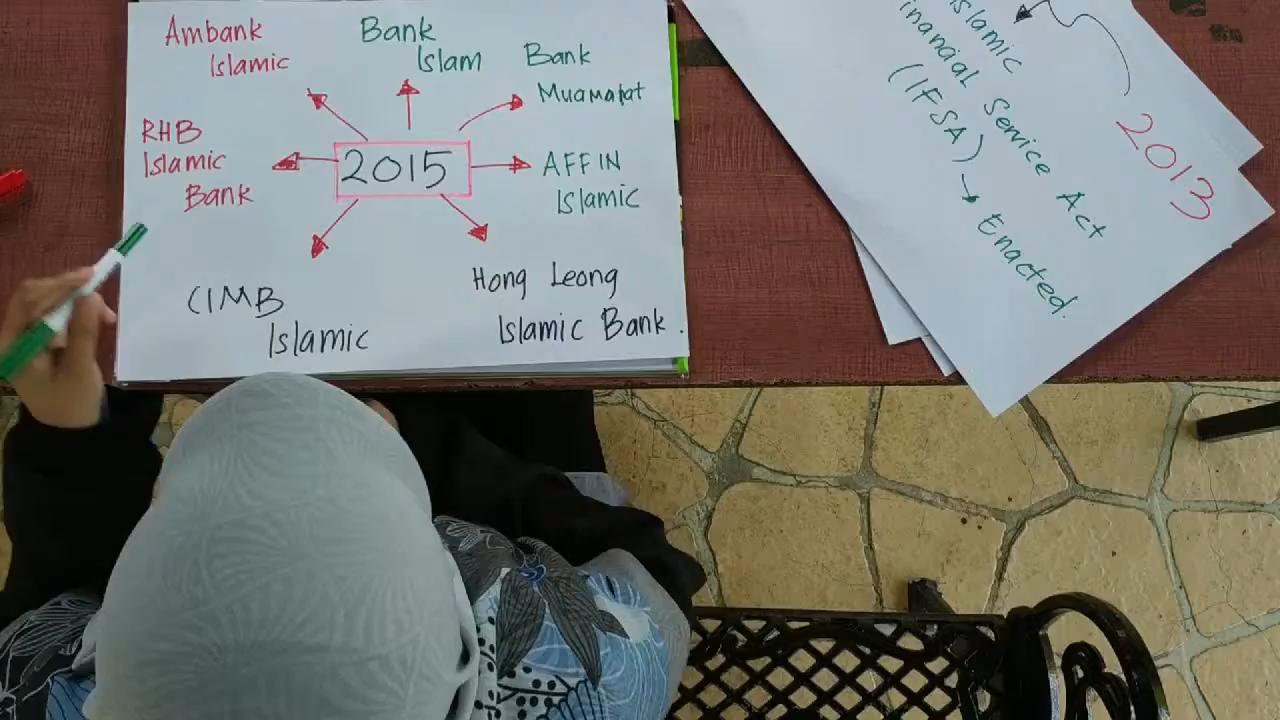 Ambank
Islamic
Bank
Islam
Bank
Muamalat
RHB
Islamic
Bank
2015
AFFIN
Islamic
CIMB
Islamic
Hong Leong
Islamic Bank.
2013
Islamic
inancial Service Act
(IFSA) → Enacted.